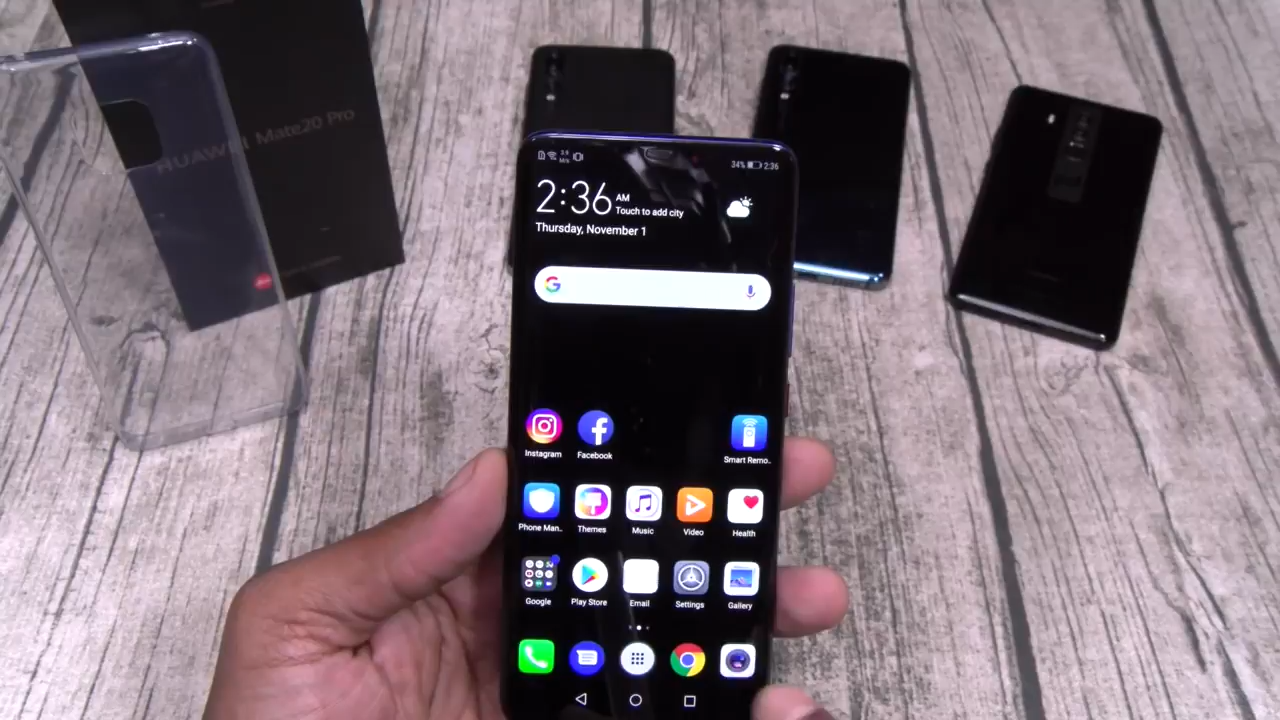 HUAWEI Mate20 Pro
34% 2:36
2:36 AM
Touch to add city
Thursday, November 1
Instagram
Facebook
Smart Remo..
Phone Man..
Themes
Music
Video
Health
Google
Play Store
Email
Settings
Gallery